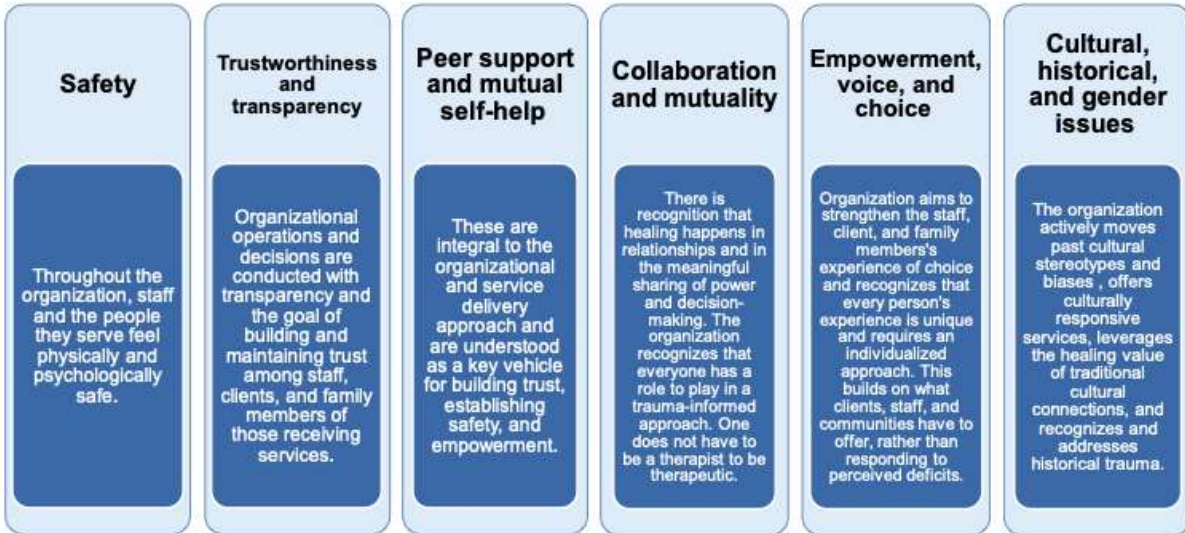 Safety
Throughout the
organization, staff
and the people
they serve feel
physically and
psychologically
safe.
Trustworthiness
and
transparency
Organizational
operations and
decisions are
conducted with
transparency and
the goal of
building and
maintaining trust
among staff,
clients, and family
members of
those receiving
services.
Peer support
and mutual
self-help
These are
integral to the
organizational
and service
delivery
approach and
are understood
as a key vehicle
for building trust,
establishing
safety, and
empowerment.
Collaboration
and mutuality
There is
recognition that
healing happens in
relationships and in
the meaningful
sharing of power
and decision-
making. The
organization
recognizes that
everyone has a
role to play in a
trauma-informed
approach. One
does not have to
be a therapist to be
therapeutic.
Empowerment,
voice, and
choice
Organization aims to
strengthen the staff,
client, and family
members's
experience of choice
and recognizes that
every person's
experience is unique
and requires an
individualized
approach. This
builds on what
clients, staff, and
communities have to
offer, rather than
responding to
perceived deficits.
Cultural,
historical,
and gender
issues
The organization
actively moves
past cultural
stereotypes and
biases , offers
culturally
responsive
services, leverages
the healing value
of traditional
cultural
connections, and
recognizes and
addresses
historical trauma.